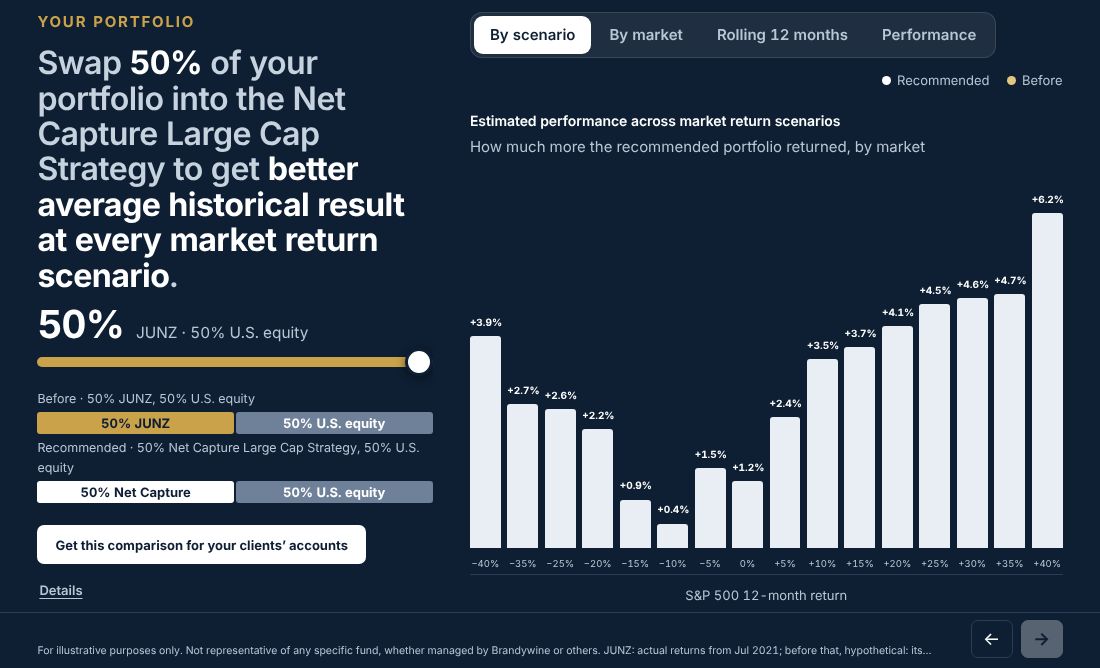 YOUR PORTFOLIO
Swap 50% of your
portfolio into the Net
Capture Large Cap
Strategy to get better
average historical result
at every market return
scenario.
50% JUNZ · 50% U.S. equity
Before · 50% JUNZ, 50% U.S. equity
50% JUNZ 50% U.S. equity
Recommended · 50% Net Capture Large Cap Strategy, 50% U.S.
equity
50% Net Capture 50% U.S. equity
Get this comparison for your clients’ accounts
Details
By scenario By market Rolling 12 months Performance
Recommended Before
Estimated performance across market return scenarios
How much more the recommended portfolio returned, by market
+3.9% +2.7% +2.6% +2.2% +0.9% +0.4% +1.5% +1.2% +2.4% +3.5% +3.7% +4.1% +4.5% +4.6% +4.7% +6.2%
−40% −35% −25% −20% −15% −10% −5% 0% +5% +10% +15% +20% +25% +30% +35% +40%
S&P 500 12-month return
For illustrative purposes only. Not representative of any specific fund, whether managed by Brandywine or others. JUNZ: actual returns from Jul 2021; before that, hypothetical: its…